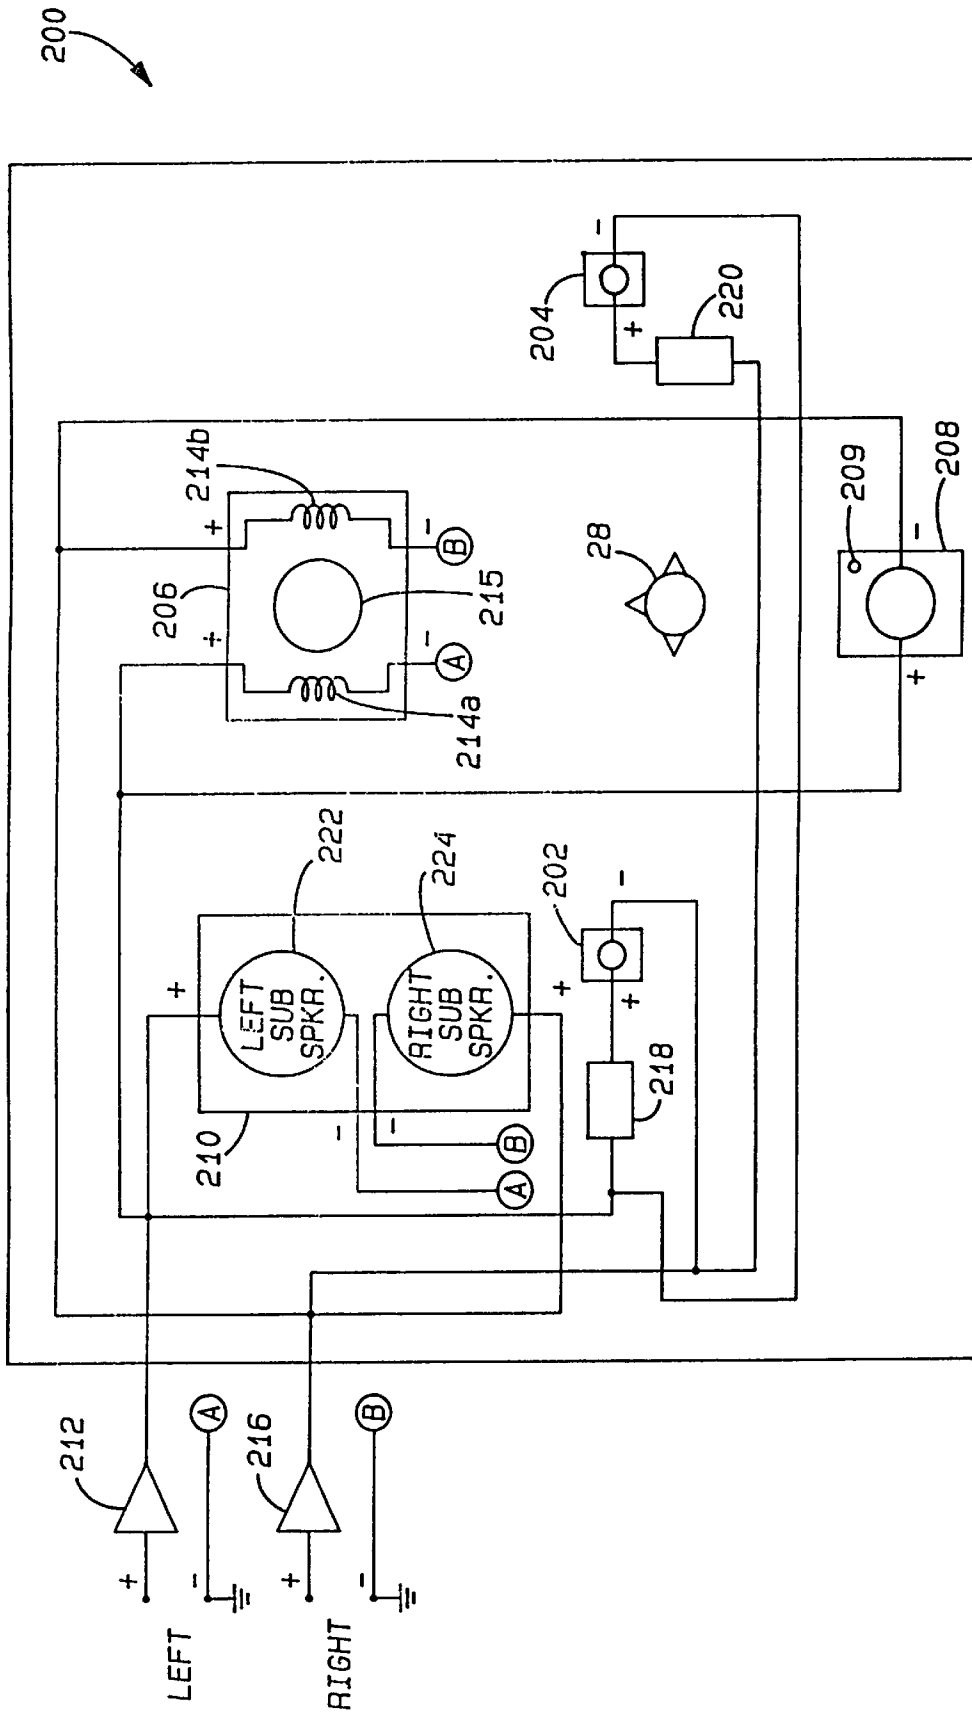 200
212
+
206
LEFT
+
214b
-
A
210
+
+
216
LEFT
SUB
SPKR.
222
+
-
RIGHT
-
B
-
-
-
A
B
214a
215
RIGHT
SUB
SPKR.
224
A
B
204
-
+
202
+
-
+
28
218
220
209
+
-
208